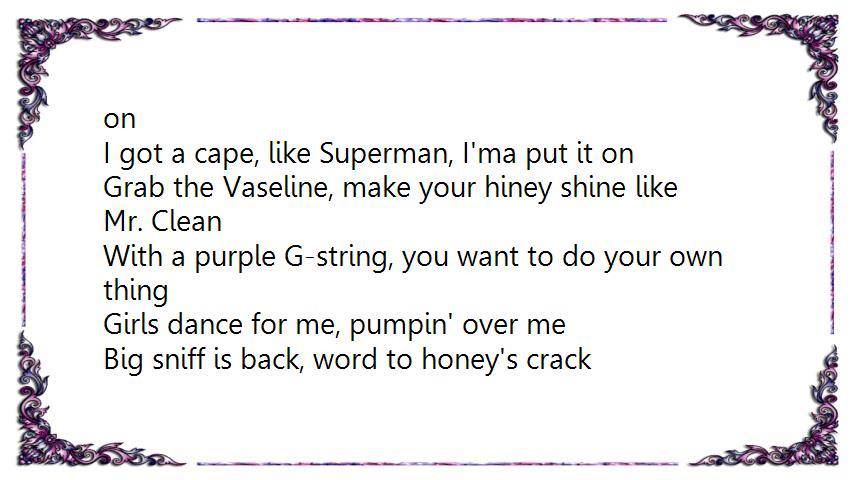 on
I got a cape, like Superman, I'ma put it on
Grab the Vaseline, make your hiney shine like
Mr. Clean
With a purple G-string, you want to do your own
thing
Girls dance for me, pumpin' over me
Big sniff is back, word to honey's crack